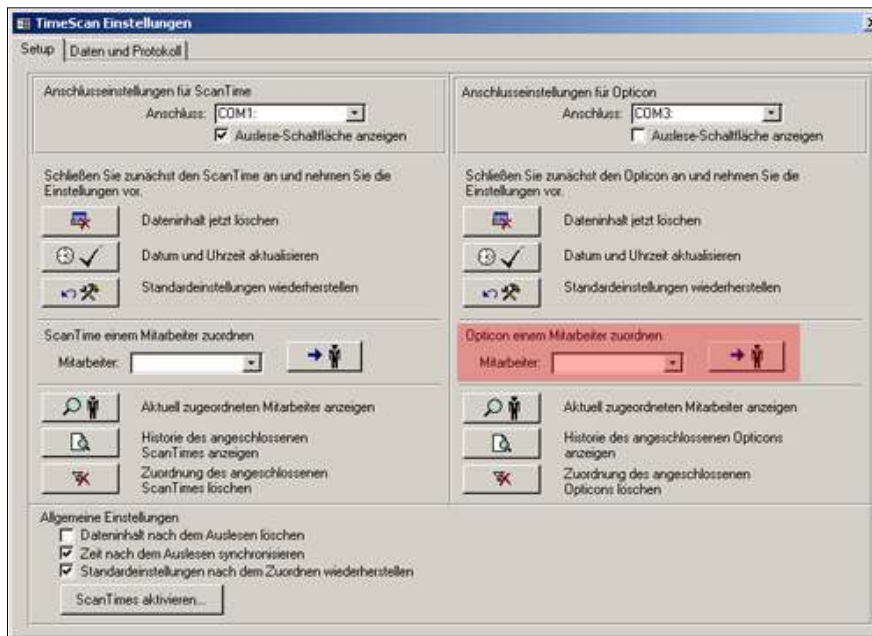 TimeScan Einstellungen
Setup
Daten und Protokoll
Anschlusseinstellungen für ScanTime
Anschluss: COM1:
Auslese-Schaltfläche anzeigen
Schließen Sie zunächst den ScanTime an und nehmen Sie die
Einstellungen vor.
Dateninhalt jetzt löschen
Datum und Uhrzeit aktualisieren
Standardeinstellungen wiederherstellen
ScanTime einem Mitarbeiter zuordnen
Mitarbeiter:
Aktuell zugeordneten Mitarbeiter anzeigen
Historie des angeschlossenen
ScanTimes anzeigen
Zuordnung des angeschlossenen
ScanTimes löschen
Anschlusseinstellungen für Opticon
Anschluss: COM3:
Auslese-Schaltfläche anzeigen
Schließen Sie zunächst den Opticon an und nehmen Sie die
Einstellungen vor.
Dateninhalt jetzt löschen
Datum und Uhrzeit aktualisieren
Standardeinstellungen wiederherstellen
Opticon einem Mitarbeiter zuordnen
Mitarbeiter:
Aktuell zugeordneten Mitarbeiter anzeigen
Historie des angeschlossenen Opticons
anzeigen
Zuordnung des angeschlossenen
Opticons löschen
Allgemeine Einstellungen
Dateninhalt nach dem Auslesen löschen
Zeit nach dem Auslesen synchronisieren
Standardeinstellungen nach dem Zuordnen wiederherstellen
ScanTimes aktivieren...